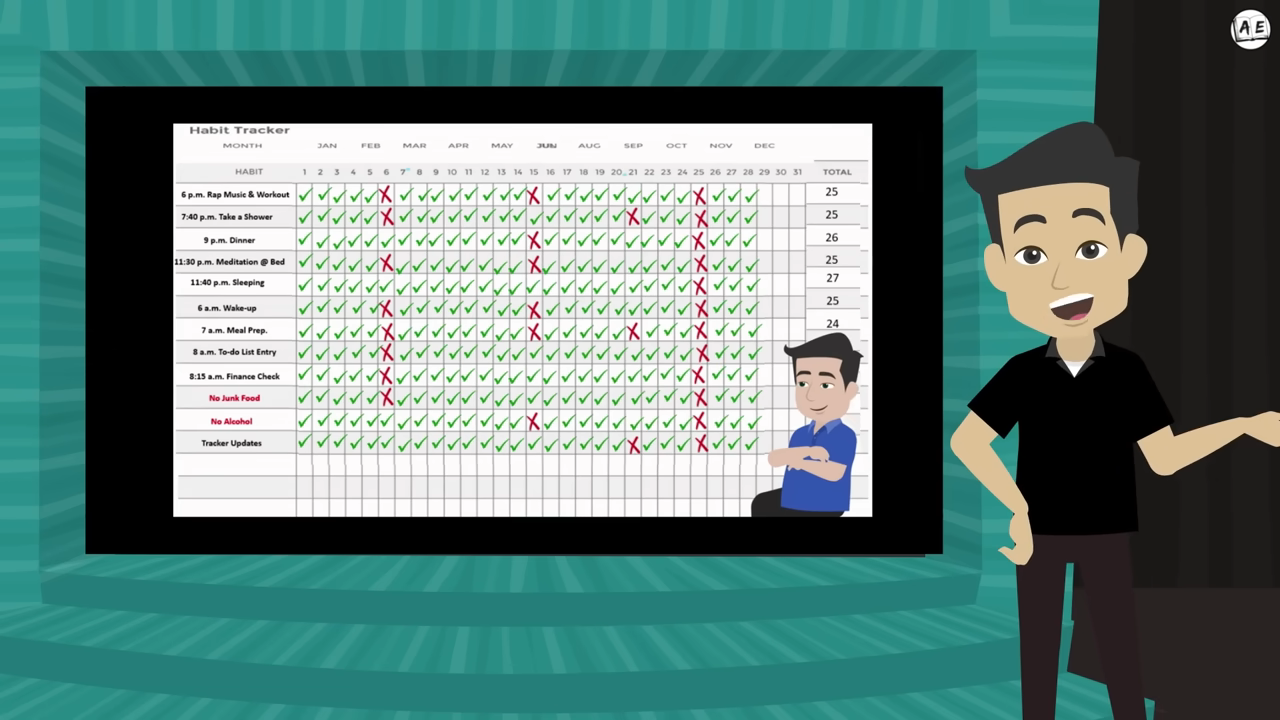 AE
Habit Tracker
MONTH JAN FEB MAR APR MAY AUG SEP OCT NOV DEC
HABIT 1 2 3 4 5 6 7 8 9 10 11 12 13 14 15 16 17 18 19 20 21 22 23 24 25 26 27 28 29 30 31 TOTAL
6 p.m. Rap Music & Workout 25
7:40 p.m. Take a Shower 25
9 p.m. Dinner 26
11:30 p.m. Meditation @ Bed 25
11:40 p.m. Sleeping 27
6 a.m. Wake-up 25
7 a.m. Meal Prep. 24
8 a.m. To-do List Entry
8:15 a.m. Finance Check
No Junk Food
No Alcohol
Tracker Updates